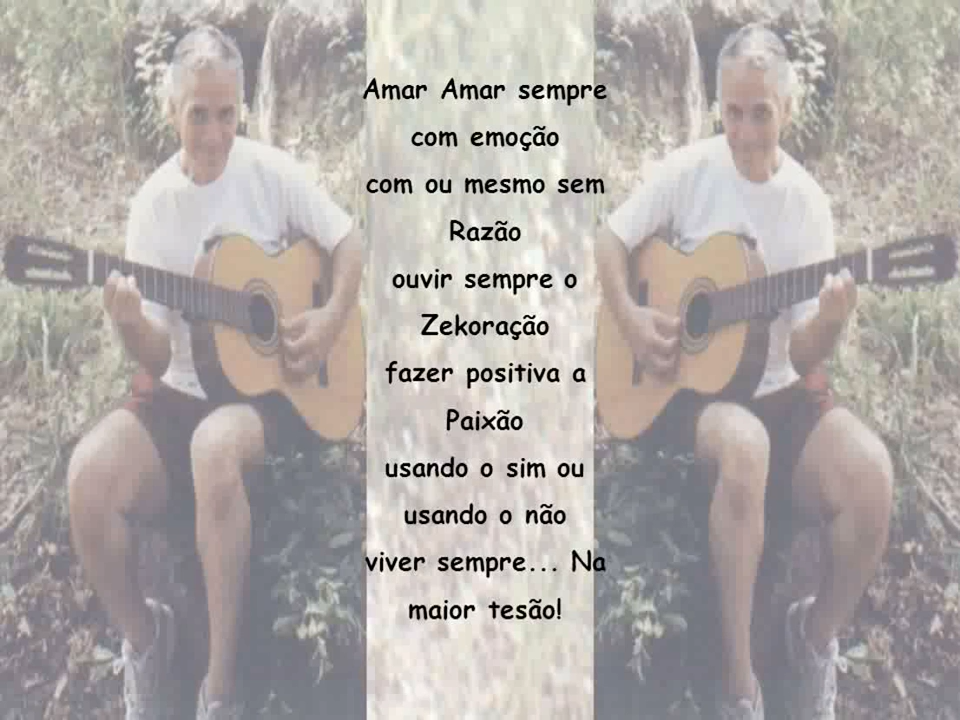 Amar Amar sempre
com emoção
com ou mesmo sem
Razão
ouvir sempre o
Zekoração
fazer positiva a
Paixão
usando o sim ou
usando o não
viver sempre... Na
maior tesão!